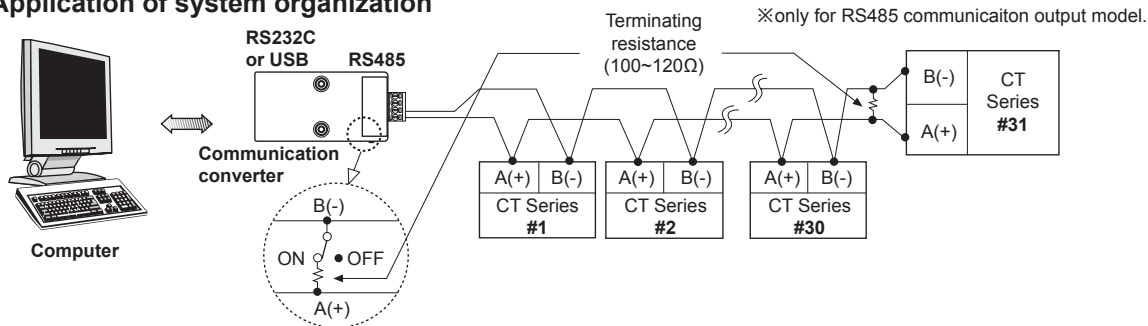 Application of system organization
※only for RS485 communicaiton output model.
RS232C
or USB
RS485
Terminating
resistance
(100~120Ω)
Communication
converter
Computer
B(-)
ON
OFF
A(+)
A(+) B(-)
CT Series
#1
A(+) B(-)
CT Series
#2
A(+) B(-)
CT Series
#30
B(-)
A(+)
CT
Series
#31